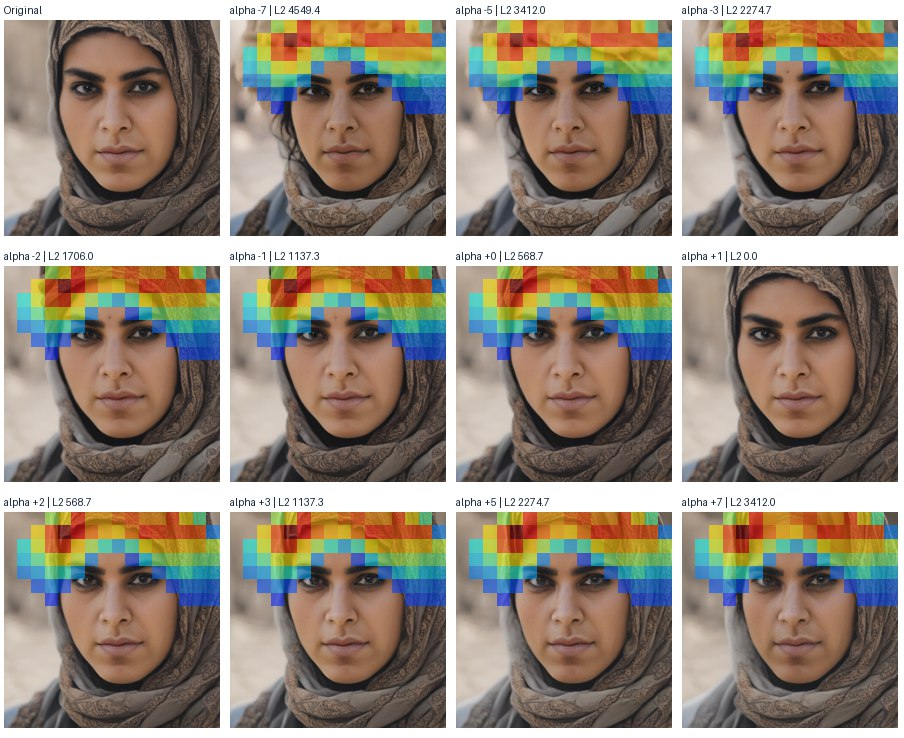 Original
alpha -7 | L2 4549.4
alpha -5 | L2 3412.0
alpha -3 | L2 2274.7
alpha -2 | L2 1706.0
alpha -1 | L2 1137.3
alpha +0 | L2 568.7
alpha +1 | L2 0.0
alpha +2 | L2 568.7
alpha +3 | L2 1137.3
alpha +5 | L2 2274.7
alpha +7 | L2 3412.0